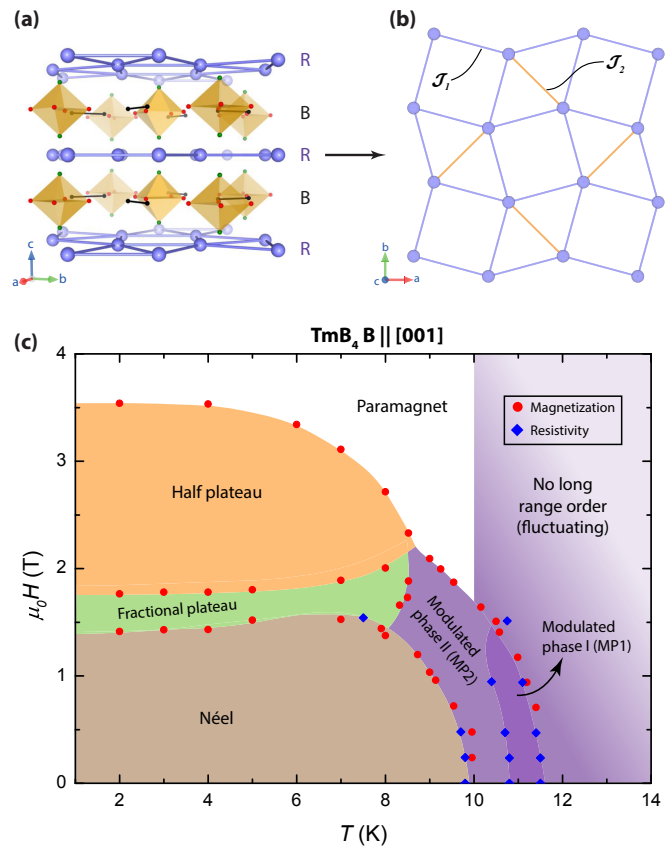 (a)
R
B
R
B
R
c
a
b
(b)
𝒥1
𝒥2
b
c
a
(c)
TmB4 B || [001]
4
3
2
1
0
μ0H (T)
Paramagnet
Magnetization
Resistivity
Half plateau
No long
range order
(fluctuating)
Fractional plateau
Modulated
phase II (MP2)
Modulated
phase I (MP1)
Néel
2
4
6
8
10
12
14
T (K)